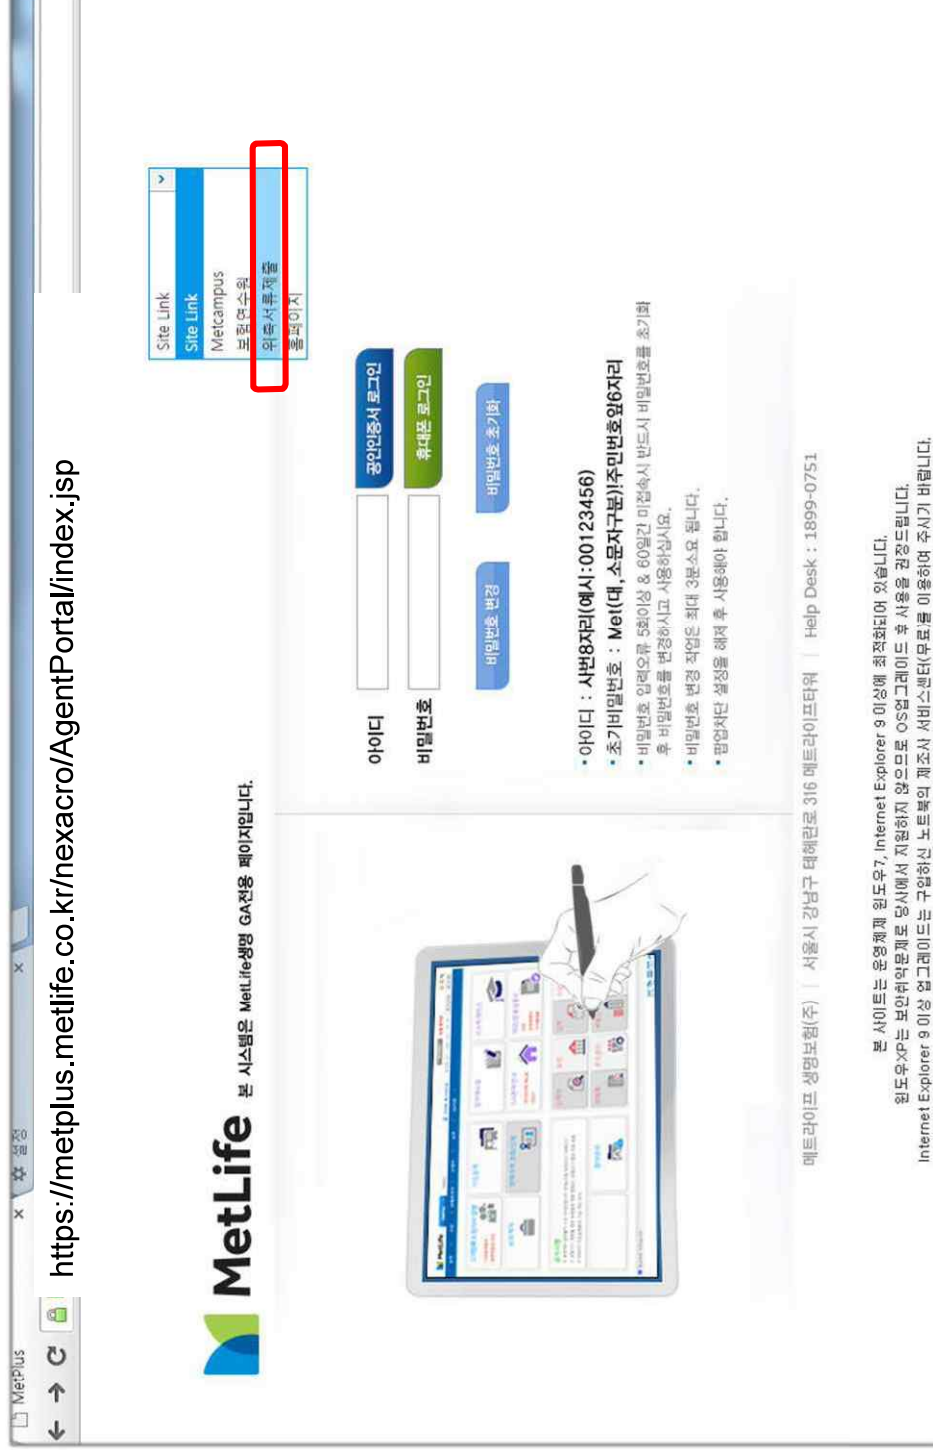 MetPlus
설정
https://metplus.metlife.co.kr/nexacro/AgentPortal/index.jsp
Site Link
Site Link
Metcampus
보험연수원
위촉서류제출
홈페이지
MetLife 본 시스템은 MetLife생명 GA전용 페이지입니다.
아이디
공인인증서 로그인
비밀번호
휴대폰 로그인
비밀번호 변경
비밀번호 초기화
• 아이디 : 사번8자리(예시:00123456)
• 초기비밀번호 : Met(대,소문자구분)!주민번호앞6자리
• 비밀번호 입력오류 5회이상 & 60일간 미접속시 반드시 비밀번호를 초기화
후 비밀번호를 변경하시고 사용하십시요.
• 비밀번호 변경 작업은 최대 3분소요 됩니다.
• 팝업차단 설정을 해제 후 사용해야 합니다.
메트라이프 생명보험(주) | 서울시 강남구 테헤란로 316 메트라이프타워 | Help Desk : 1899-0751
본 사이트는 운영체제 윈도우7, Internet Explorer 9 이상에 최적화되어 있습니다.
윈도우XP는 보안취약문제로 당사에서 지원하지 않으므로 OS업그레이드 후 사용을 권장드립니다.
Internet Explorer 9 이상 업그레이드는 구입하신 노트북의 제조사 서비스센터(무료)를 이용하여 주시기 바랍니다.